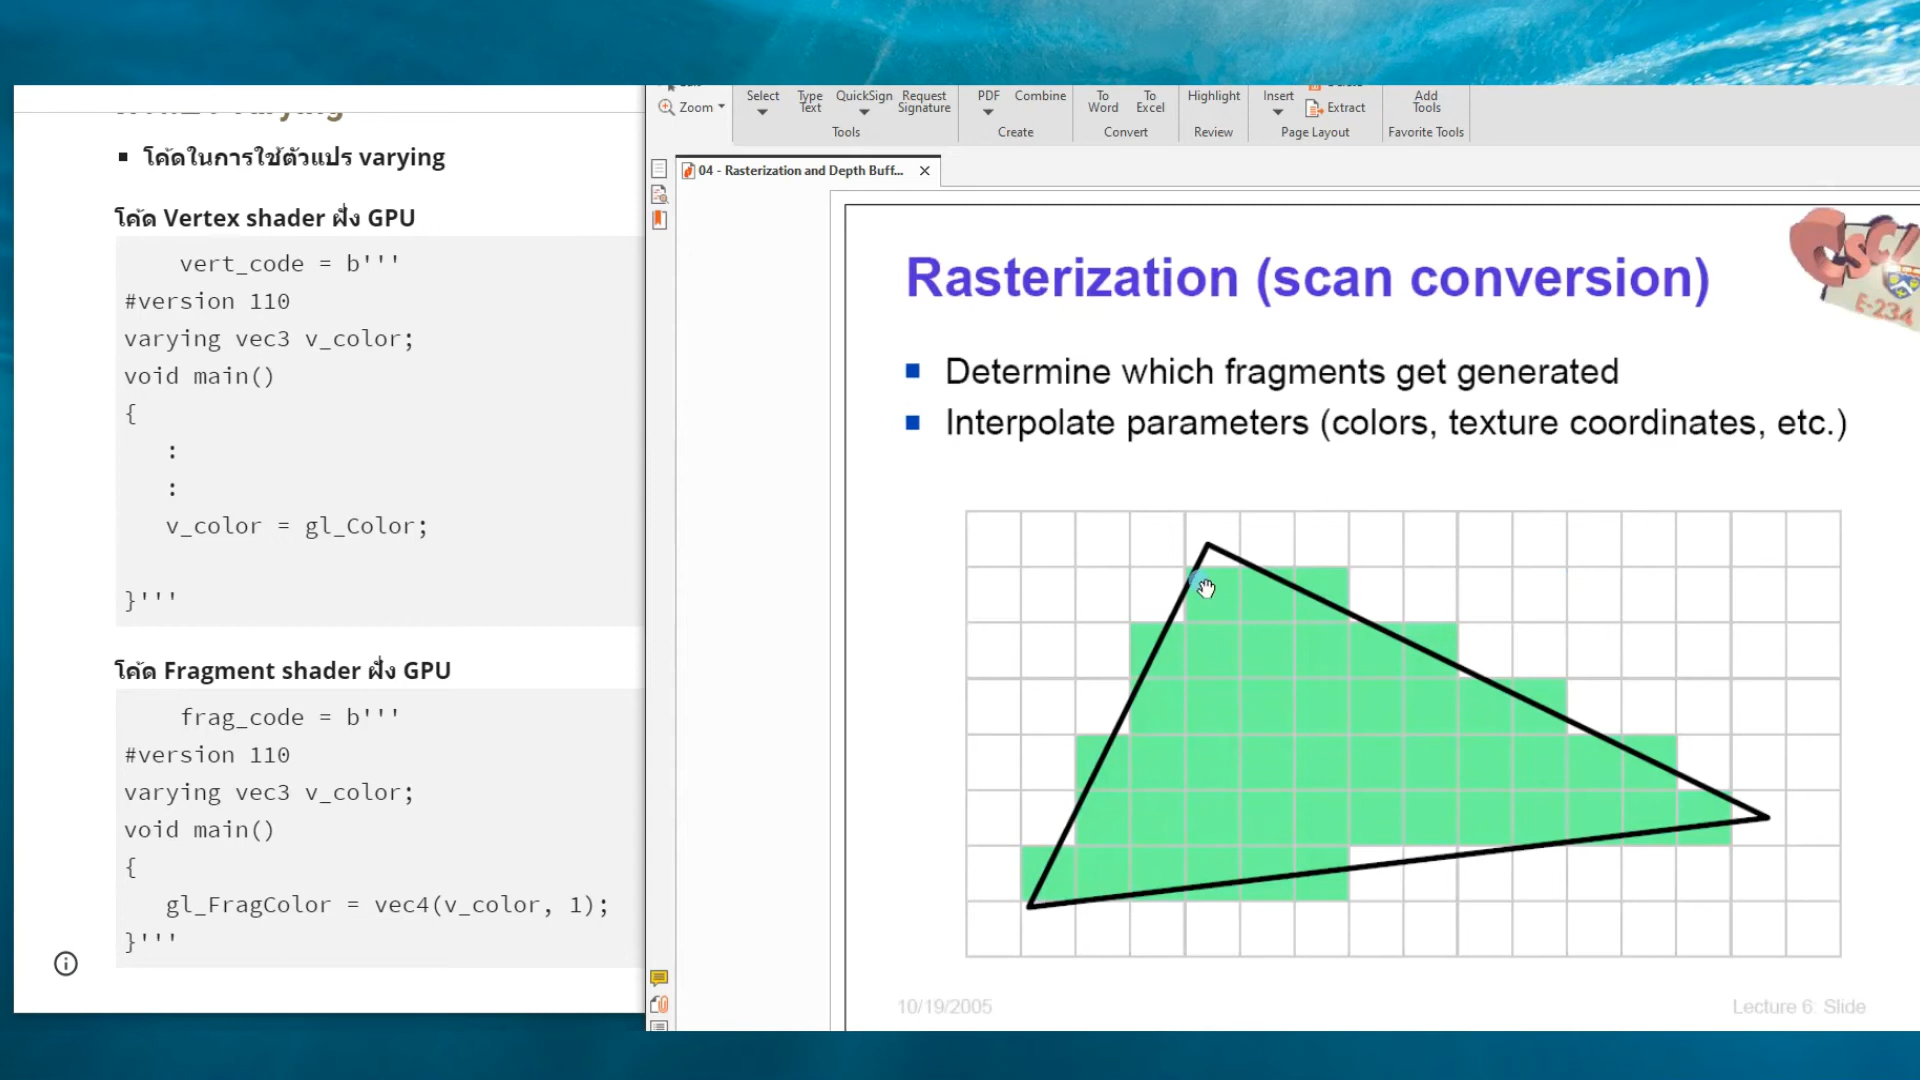 varying
▪ โค้ดในการใช้ตัวแปร varying
โค้ด Vertex shader ฝั่ง GPU
vert_code = b'''
#version 110
varying vec3 v_color;
void main()
{
:
:
v_color = gl_Color;
}'''
โค้ด Fragment shader ฝั่ง GPU
frag_code = b'''
#version 110
varying vec3 v_color;
void main()
{
gl_FragColor = vec4(v_color, 1);
}'''
Zoom
Select
Type Text
QuickSign
Request Signature
Tools
PDF
Combine
Create
To Word
To Excel
Convert
Highlight
Review
Insert
Extract
Page Layout
Add Tools
Favorite Tools
04 - Rasterization and Depth Buff...
CSCI
E-234
Rasterization (scan conversion)
▪ Determine which fragments get generated
▪ Interpolate parameters (colors, texture coordinates, etc.)
10/19/2005
Lecture 6: Slide